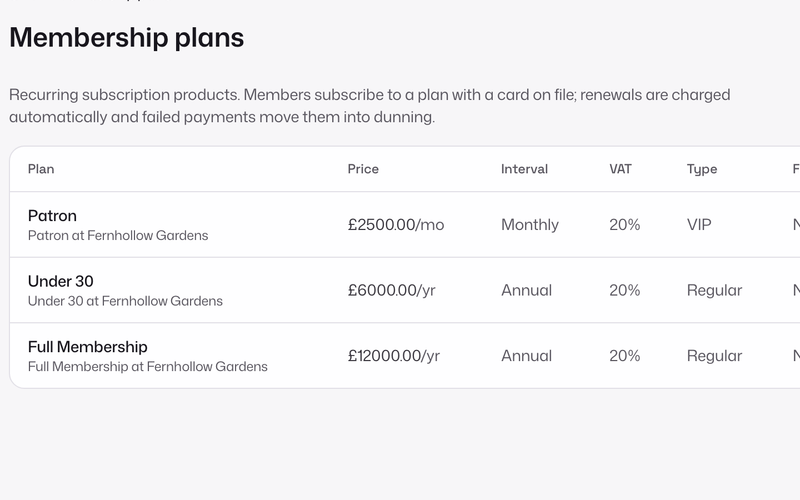 Membership plans
Recurring subscription products. Members subscribe to a plan with a card on file; renewals are charged
automatically and failed payments move them into dunning.
Plan Price Interval VAT Type
Patron
Patron at Fernhollow Gardens
£2500.00/mo Monthly 20% VIP
Under 30
Under 30 at Fernhollow Gardens
£6000.00/yr Annual 20% Regular
Full Membership
Full Membership at Fernhollow Gardens
£12000.00/yr Annual 20% Regular